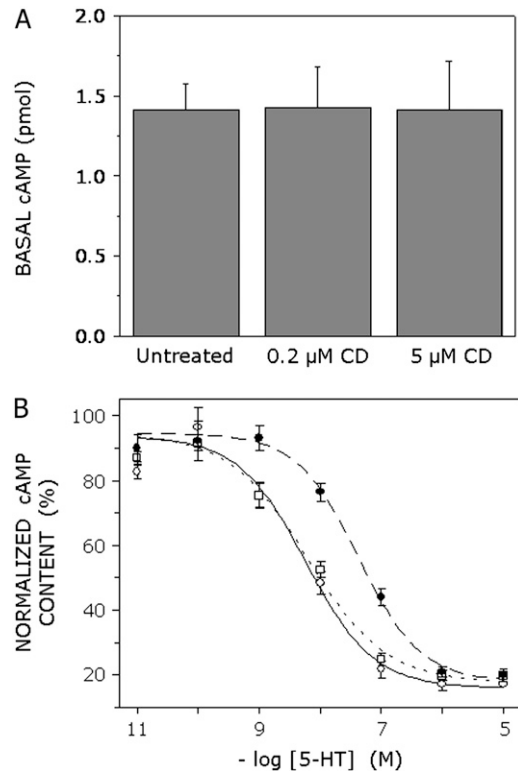 A
BASAL cAMP (pmol)
2.0
1.5
1.0
0.5
0.0
Untreated 0.2 µM CD 5 µM CD
B
NORMALIZED cAMP
CONTENT (%)
100
80
60
40
20
11 9 7 5
- log [5-HT] (M)